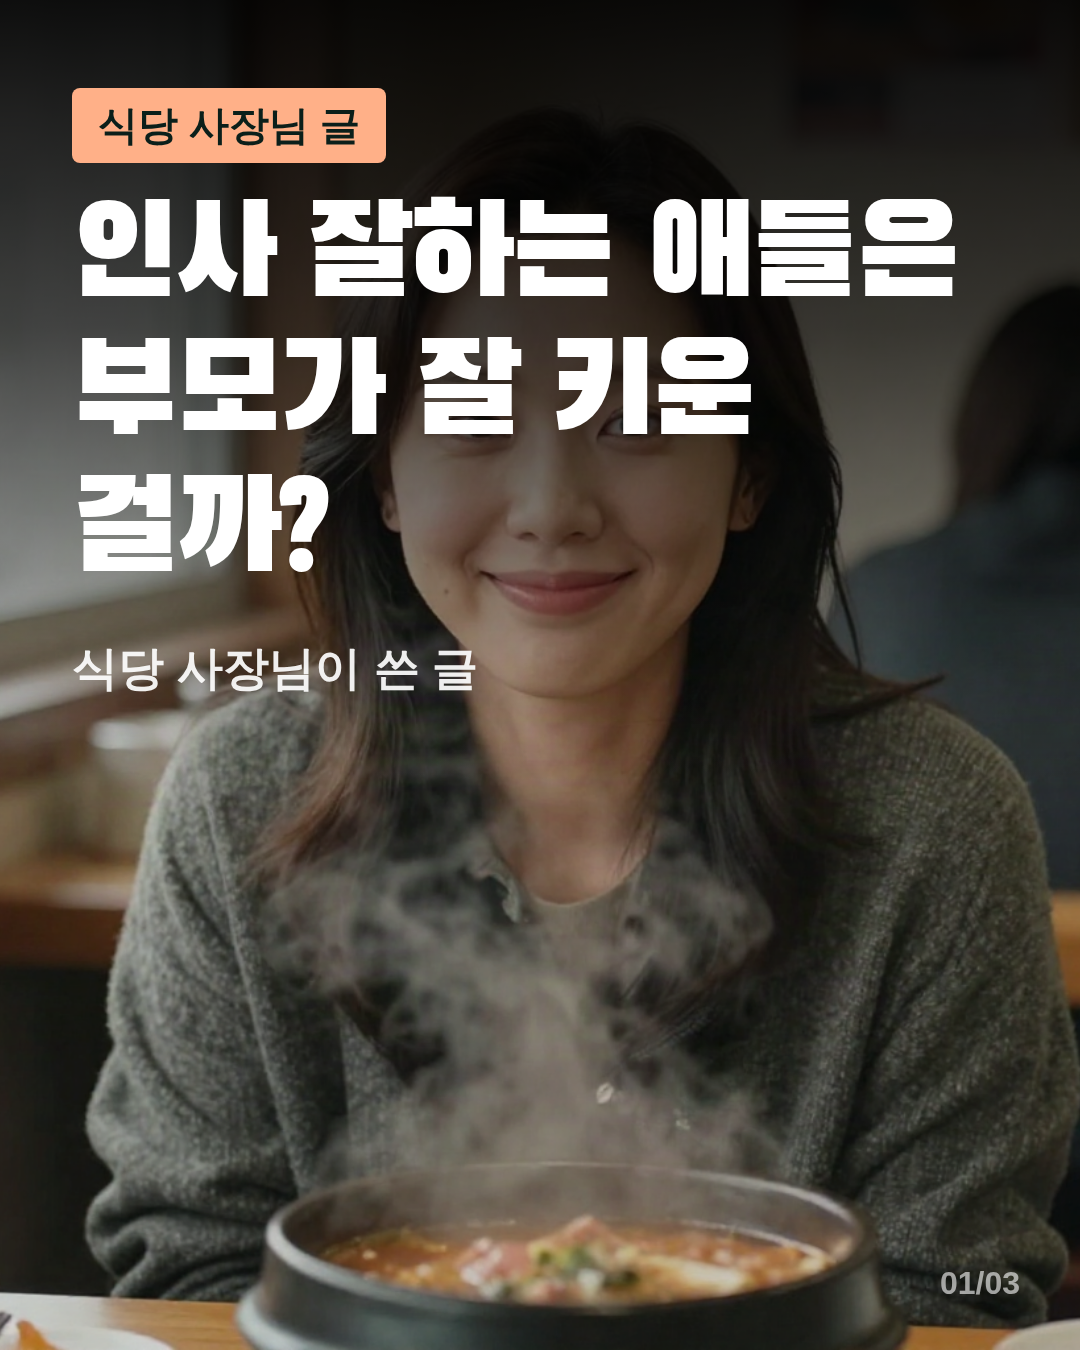 식당 사장님 글
인사 잘하는 애들은
부모가 잘 키운
걸까?
식당 사장님이 쓴 글
01/03